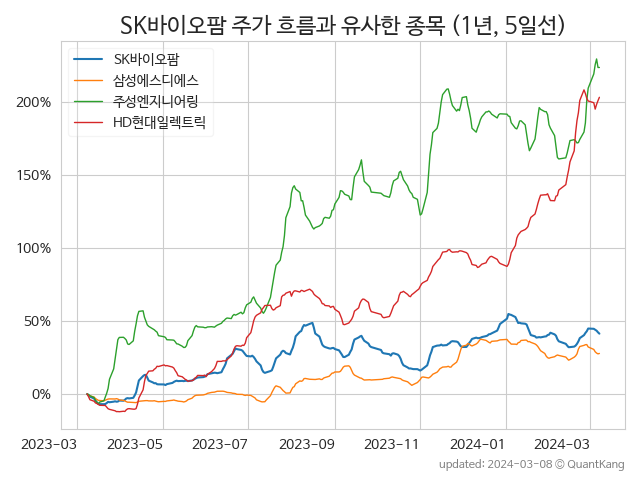 SK바이오팜 주가 흐름과 유사한 종목 (1년, 5일선)
SK바이오팜
삼성에스디에스
주성엔지니어링
HD현대일렉트릭
200%
150%
100%
50%
0%
2023-03 2023-05 2023-07 2023-09 2023-11 2024-01 2024-03
updated: 2024-03-08 © QuantKang